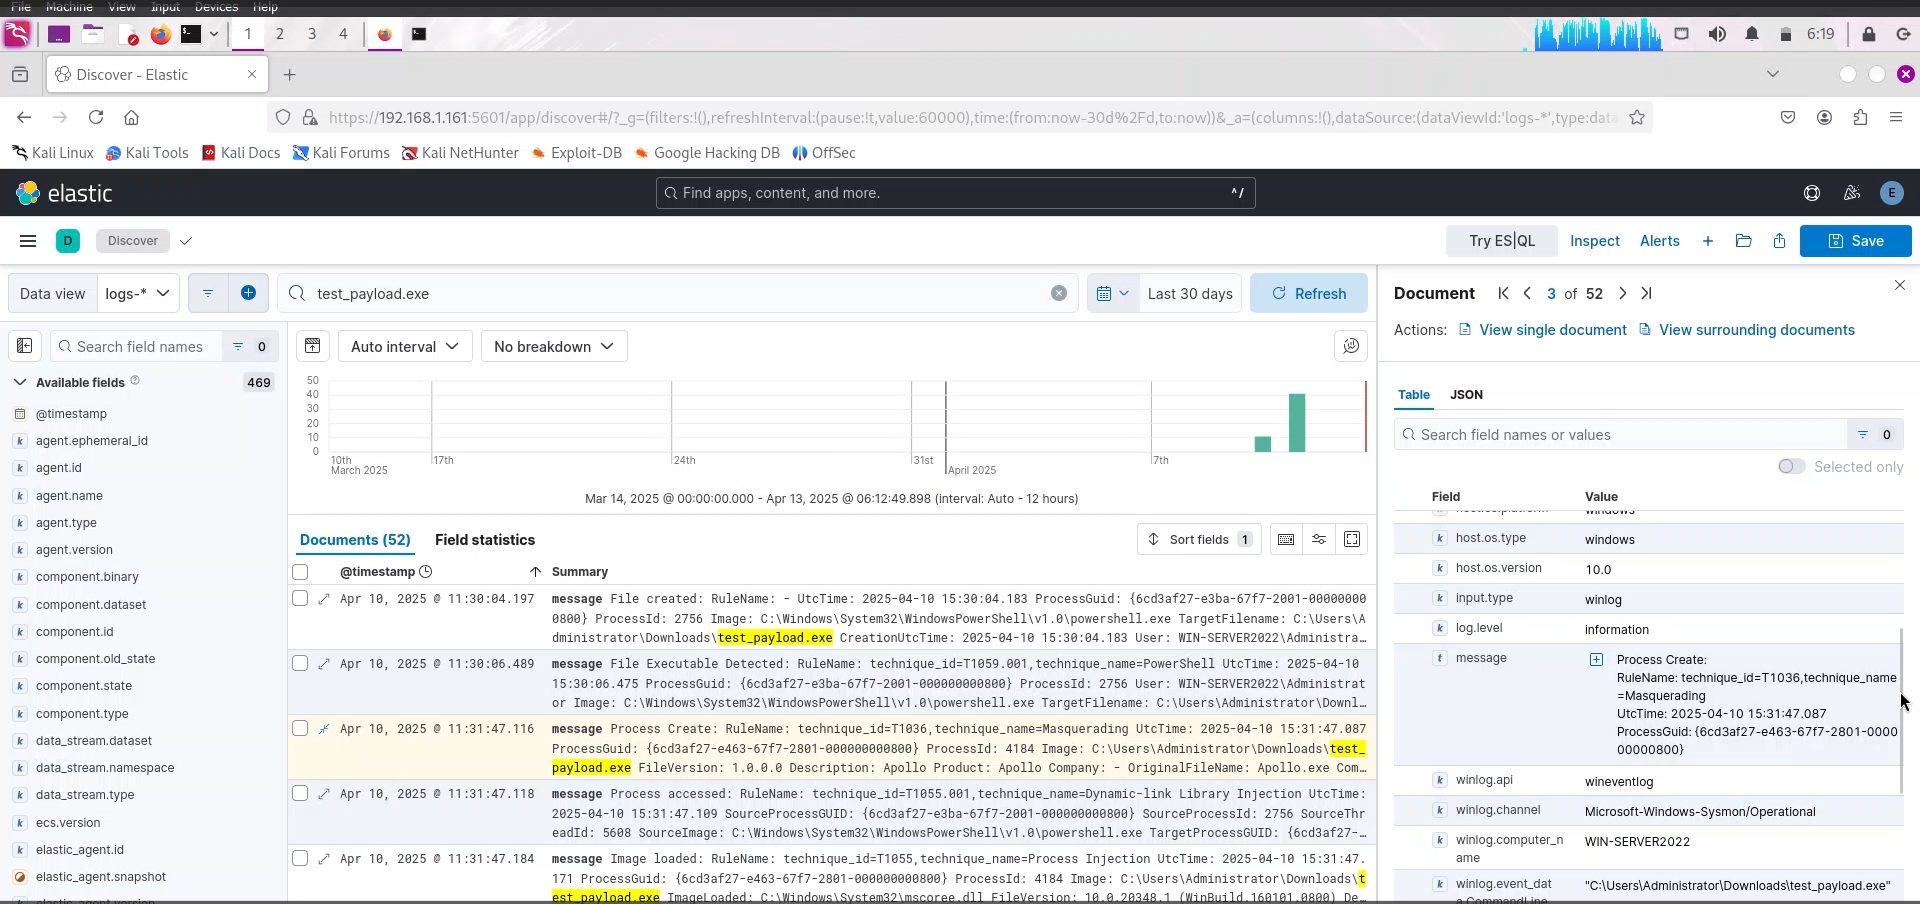 File Machine View Input Devices Help
1 2 3 4 6:19
Discover - Elastic
https://192.168.1.161:5601/app/discover#/?_g=(filters:!(),refreshInterval:(pause:!t,value:60000),time:(from:now-30d%2Fd,to:now))&_a=(columns:!(),dataSource:(dataViewId:'logs-*',type:data
Kali Linux Kali Tools Kali Docs Kali Forums Kali NetHunter Exploit-DB Google Hacking DB OffSec
elastic Find apps, content, and more. ^/ E
D Discover Try ES|QL Inspect Alerts Save
Data view logs-* test_payload.exe Last 30 days Refresh
Search field names 0
Available fields 469
@timestamp
agent.ephemeral_id
agent.id
agent.name
agent.type
agent.version
component.binary
component.dataset
component.id
component.old_state
component.state
component.type
data_stream.dataset
data_stream.namespace
data_stream.type
ecs.version
elastic_agent.id
elastic_agent.snapshot
elastic_agent.version
Auto interval No breakdown
50
40
30
20
10
0
10th 17th 24th 31st 7th
March 2025 April 2025
Mar 14, 2025 @ 00:00:00.000 - Apr 13, 2025 @ 06:12:49.898 (interval: Auto - 12 hours)
Documents (52) Field statistics Sort fields 1
@timestamp Summary
Apr 10, 2025 @ 11:30:04.197 message File created: RuleName: - UtcTime: 2025-04-10 15:30:04.183 ProcessGuid: {6cd3af27-e3ba-67f7-2001-00000000
0800} ProcessId: 2756 Image: C:\Windows\System32\WindowsPowerShell\v1.0\powershell.exe TargetFilename: C:\Users\A
dministrator\Downloads\test_payload.exe CreationUtcTime: 2025-04-10 15:30:04.183 User: WIN-SERVER2022\Administra…
Apr 10, 2025 @ 11:30:06.489 message File Executable Detected: RuleName: technique_id=T1059.001,technique_name=PowerShell UtcTime: 2025-04-10
15:30:06.475 ProcessGuid: {6cd3af27-e3ba-67f7-2001-000000000800} ProcessId: 2756 User: WIN-SERVER2022\Administrat
or Image: C:\Windows\System32\WindowsPowerShell\v1.0\powershell.exe TargetFilename: C:\Users\Administrator\Downl…
Apr 10, 2025 @ 11:31:47.116 message Process Create: RuleName: technique_id=T1036,technique_name=Masquerading UtcTime: 2025-04-10 15:31:47.087
ProcessGuid: {6cd3af27-e463-67f7-2801-000000000800} ProcessId: 4184 Image: C:\Users\Administrator\Downloads\test_
payload.exe FileVersion: 1.0.0.0 Description: Apollo Product: Apollo Company: - OriginalFileName: Apollo.exe Com…
Apr 10, 2025 @ 11:31:47.118 message Process accessed: RuleName: technique_id=T1055.001,technique_name=Dynamic-link Library Injection UtcTime:
2025-04-10 15:31:47.109 SourceProcessGUID: {6cd3af27-e3ba-67f7-2001-000000000800} SourceProcessId: 2756 SourceThr
eadId: 5608 SourceImage: C:\Windows\System32\WindowsPowerShell\v1.0\powershell.exe TargetProcessGUID: {6cd3af27-…
Apr 10, 2025 @ 11:31:47.184 message Image loaded: RuleName: technique_id=T1055,technique_name=Process Injection UtcTime: 2025-04-10 15:31:47.
171 ProcessGuid: {6cd3af27-e463-67f7-2801-000000000800} ProcessId: 4184 Image: C:\Users\Administrator\Downloads\t
est_payload.exe ImageLoaded: C:\Windows\System32\mscoree.dll FileVersion: 10.0.20348.1 (WinBuild.160101.0800) De…
Document 3 of 52
Actions: View single document View surrounding documents
Table JSON
Search field names or values 0
Selected only
Field Value
windows
host.os.type windows
host.os.version 10.0
input.type winlog
log.level information
message Process Create:
RuleName: technique_id=T1036,technique_name
=Masquerading
UtcTime: 2025-04-10 15:31:47.087
ProcessGuid: {6cd3af27-e463-67f7-2801-0000
00000800}
winlog.api wineventlog
winlog.channel Microsoft-Windows-Sysmon/Operational
winlog.computer_n
ame WIN-SERVER2022
winlog.event_dat
a.CommandLine "C:\Users\Administrator\Downloads\test_payload.exe"